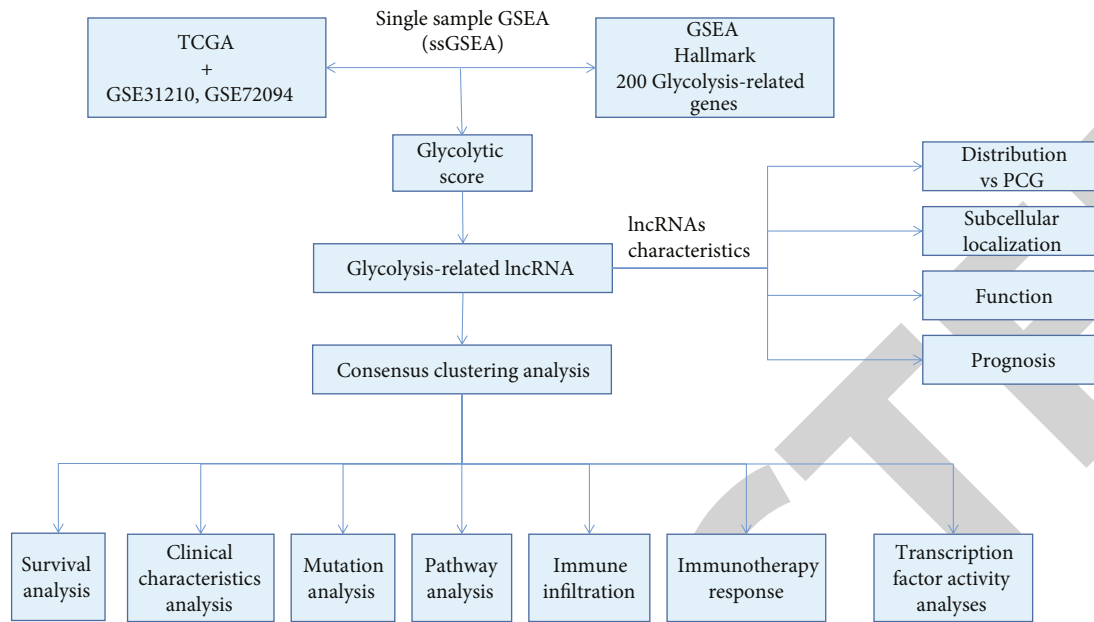 Single sample GSEA
(ssGSEA)
TCGA
+
GSE31210, GSE72094
GSEA
Hallmark
200 Glycolysis-related
genes
Glycolytic
score
Glycolysis-related lncRNA
lncRNAs
characteristics
Distribution
vs PCG
Subcellular
localization
Function
Prognosis
Consensus clustering analysis
Survival
analysis
Clinical
characteristics
analysis
Mutation
analysis
Pathway
analysis
Immune
infiltration
Immunotherapy
response
Transcription
factor activity
analyses